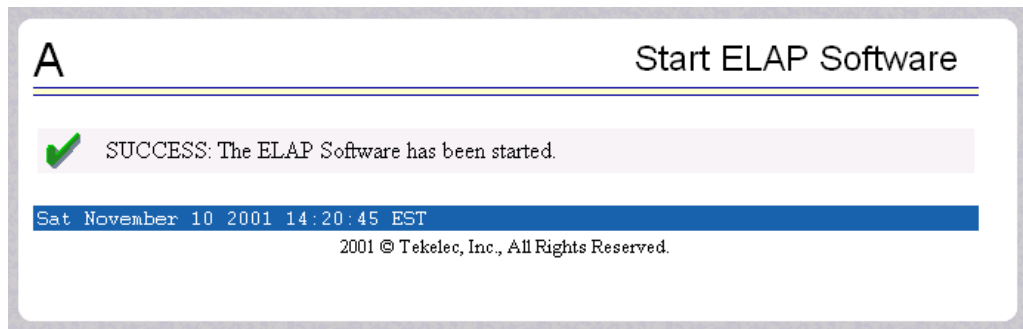 A
Start ELAP Software
SUCCESS: The ELAP Software has been started.
Sat November 10 2001 14:20:45 EST
2001 © Tekelec, Inc., All Rights Reserved.